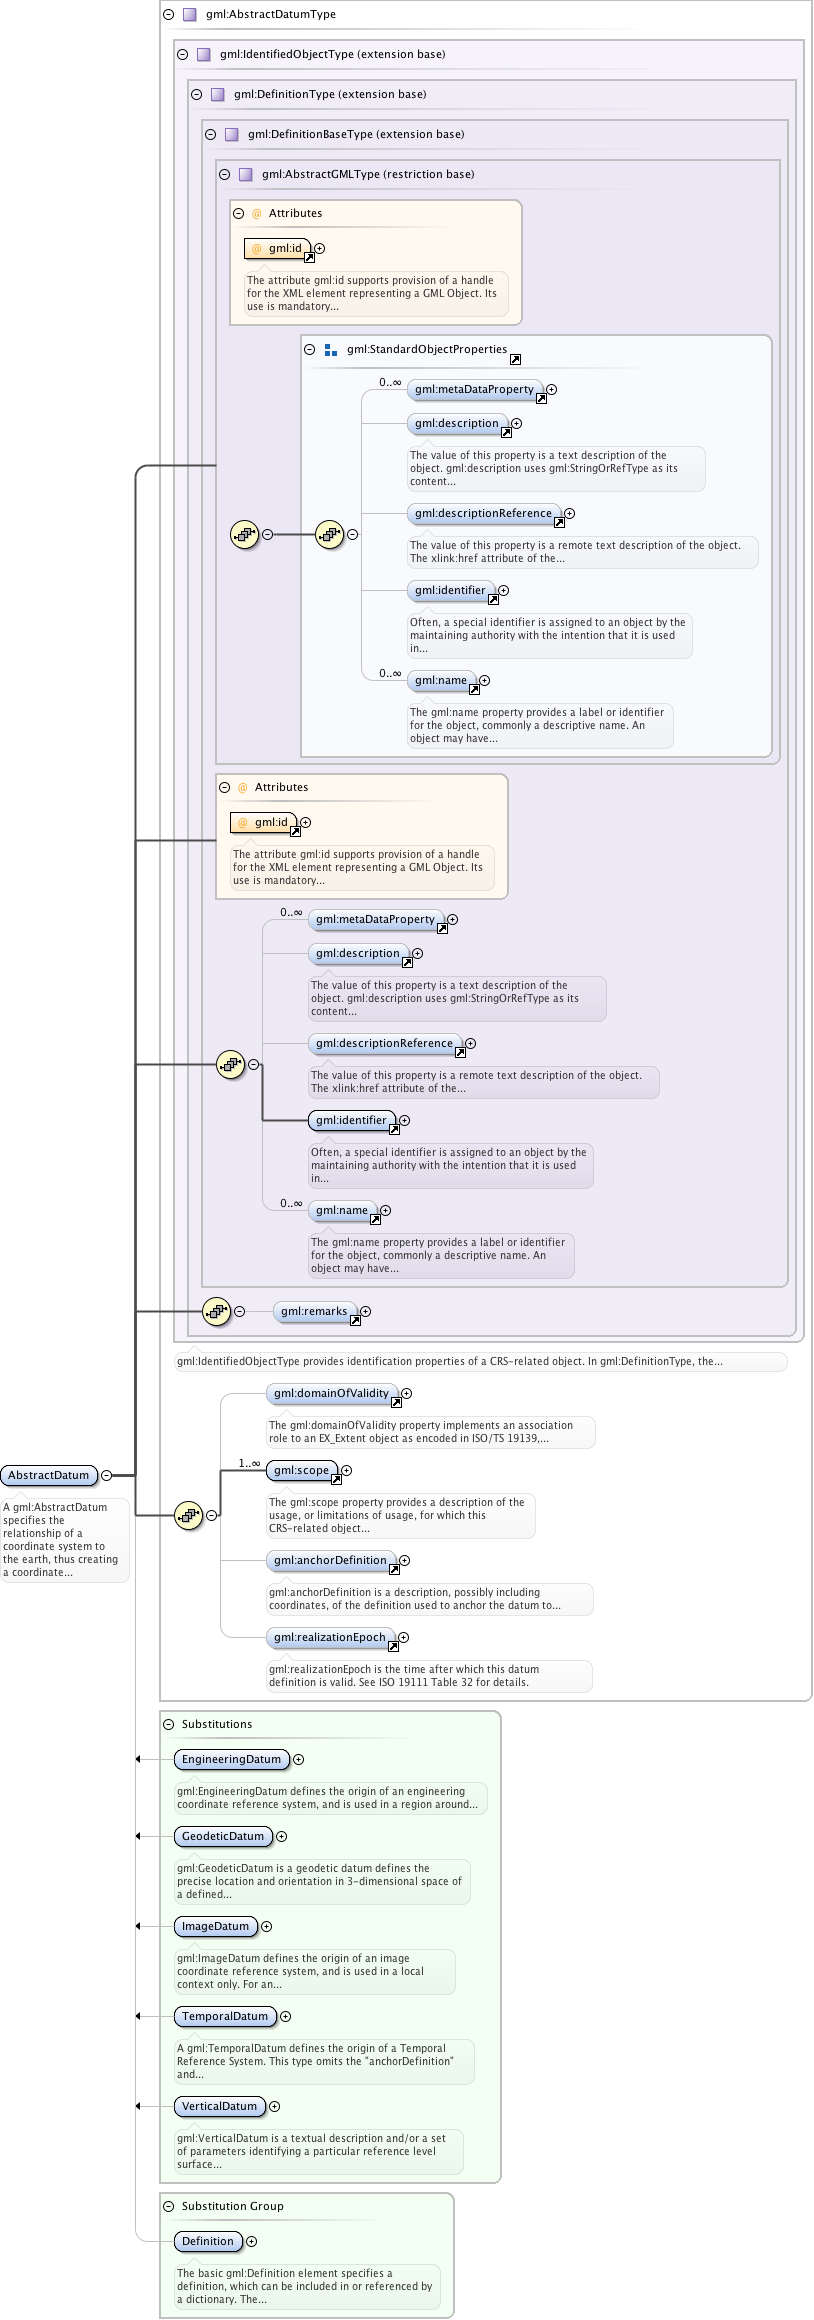 gml:AbstractDatumType
gml:IdentifiedObjectType (extension base)
gml:DefinitionType (extension base)
gml:DefinitionBaseType (extension base)
gml:AbstractGMLType (restriction base)
@ Attributes
@ gml:id
The attribute gml:id supports provision of a handle
for the XML element representing a GML Object. Its
use is mandatory...
gml:StandardObjectProperties
0..∞
gml:metaDataProperty
gml:description
The value of this property is a text description of the
object. gml:description uses gml:StringOrRefType as its
content...
gml:descriptionReference
The value of this property is a remote text description of the object.
The xlink:href attribute of the...
gml:identifier
Often, a special identifier is assigned to an object by the
maintaining authority with the intention that it is used
in...
0..∞
gml:name
The gml:name property provides a label or identifier
for the object, commonly a descriptive name. An
object may have...
@ Attributes
@ gml:id
The attribute gml:id supports provision of a handle
for the XML element representing a GML Object. Its
use is mandatory...
0..∞
gml:metaDataProperty
gml:description
The value of this property is a text description of the
object. gml:description uses gml:StringOrRefType as its
content...
gml:descriptionReference
The value of this property is a remote text description of the object.
The xlink:href attribute of the...
gml:identifier
Often, a special identifier is assigned to an object by the
maintaining authority with the intention that it is used
in...
0..∞
gml:name
The gml:name property provides a label or identifier
for the object, commonly a descriptive name. An
object may have...
gml:remarks
gml:IdentifiedObjectType provides identification properties of a CRS-related object. In gml:DefinitionType, the...
gml:domainOfValidity
The gml:domainOfValidity property implements an association
role to an EX_Extent object as encoded in ISO/TS 19139,...
1..∞
gml:scope
The gml:scope property provides a description of the
usage, or limitations of usage, for which this
CRS-related object...
gml:anchorDefinition
gml:anchorDefinition is a description, possibly including
coordinates, of the definition used to anchor the datum to...
gml:realizationEpoch
gml:realizationEpoch is the time after which this datum
definition is valid. See ISO 19111 Table 32 for details.
AbstractDatum
A gml:AbstractDatum
specifies the
relationship of a
coordinate system to
the earth, thus creating
a coordinate...
Substitutions
EngineeringDatum
gml:EngineeringDatum defines the origin of an engineering
coordinate reference system, and is used in a region around...
GeodeticDatum
gml:GeodeticDatum is a geodetic datum defines the
precise location and orientation in 3-dimensional space of
a defined...
ImageDatum
gml:ImageDatum defines the origin of an image
coordinate reference system, and is used in a local
context only. For an...
TemporalDatum
A gml:TemporalDatum defines the origin of a Temporal
Reference System. This type omits the "anchorDefinition"
and...
VerticalDatum
gml:VerticalDatum is a textual description and/or a set
of parameters identifying a particular reference level
surface...
Substitution Group
Definition
The basic gml:Definition element specifies a
definition, which can be included in or referenced by
a dictionary. The...